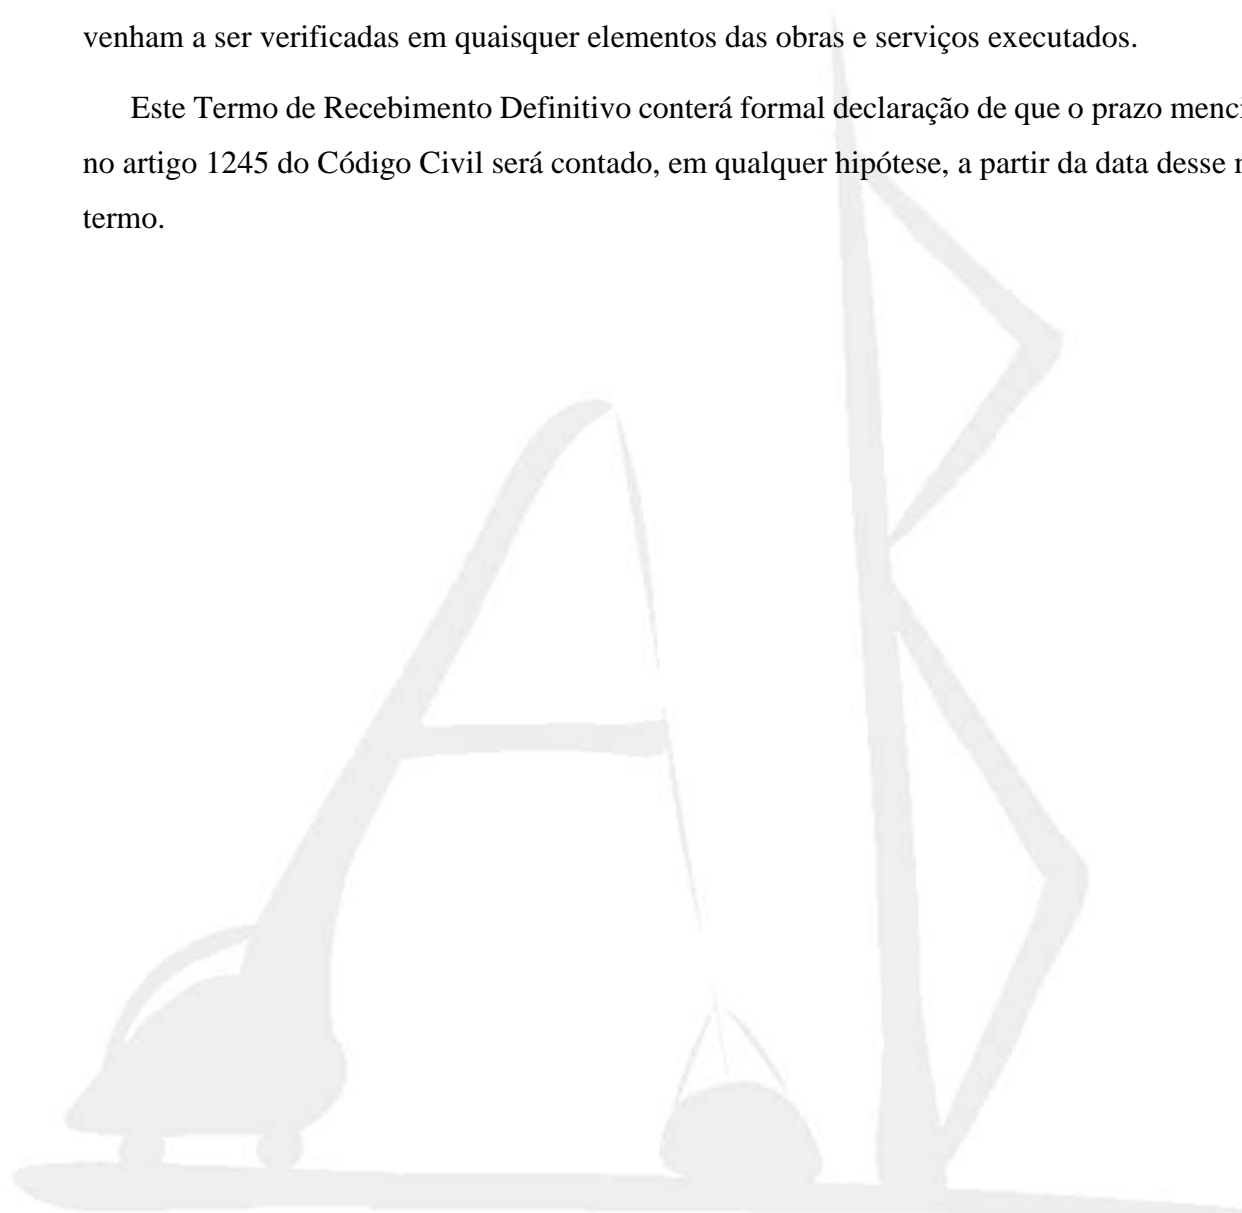 venham a ser verificadas em quaisquer elementos das obras e serviços executados.
Este Termo de Recebimento Definitivo conterá formal declaração de que o prazo
no artigo 1245 do Código Civil será contado, em qualquer hipótese, a partir da data desse
termo.